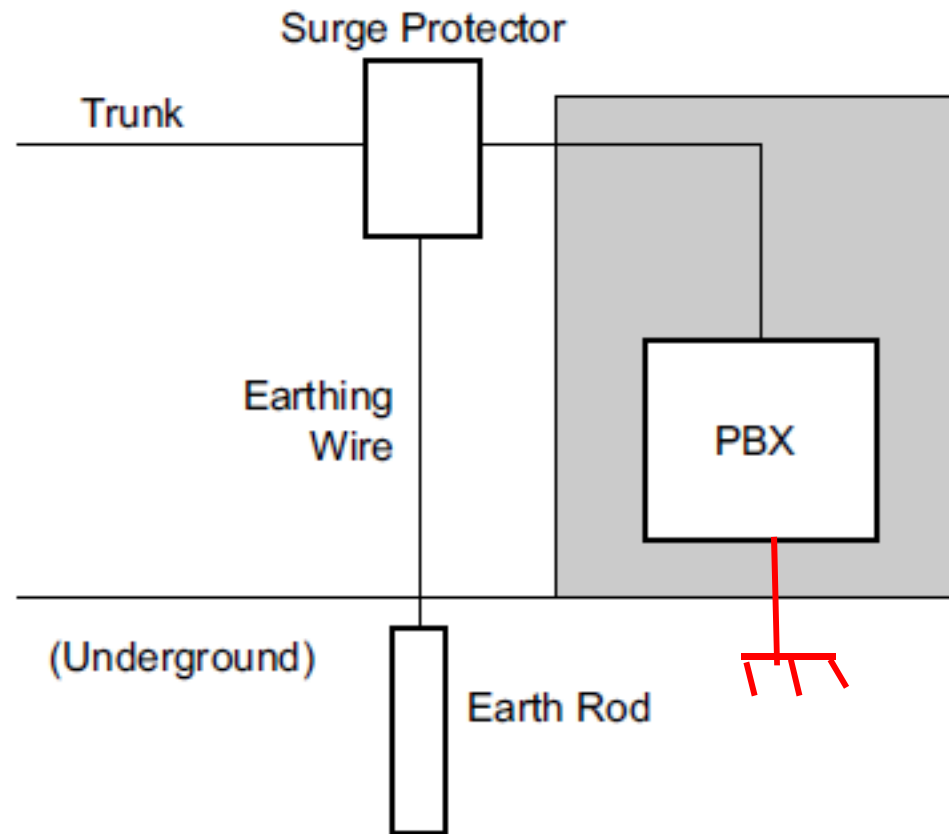 Surge Protector
Trunk
Earthing
Wire
PBX
(Underground)
Earth Rod